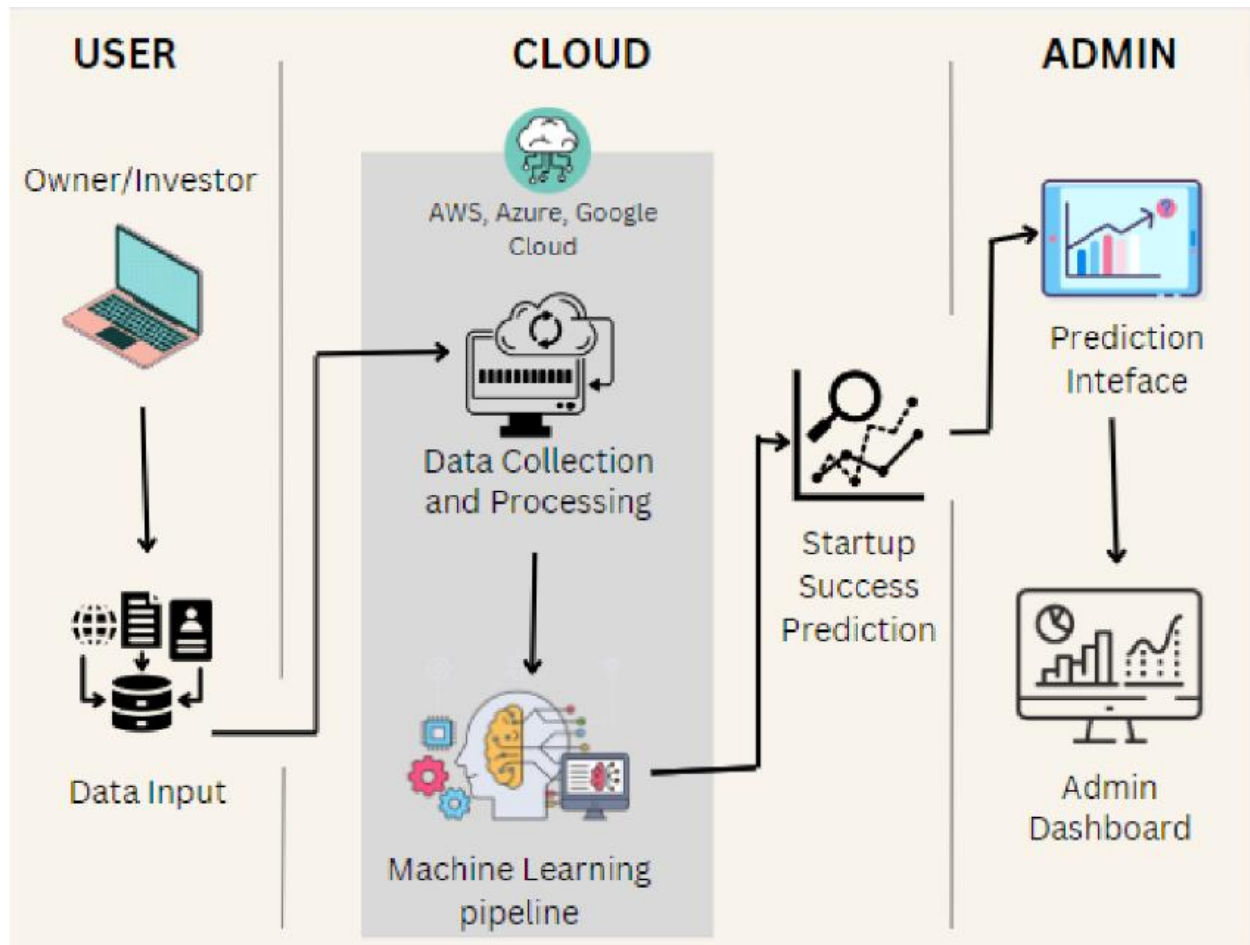 USER
CLOUD
ADMIN
Owner/Investor
AWS, Azure, Google
Cloud
Data Collection
and Processing
Prediction
Inteface
Startup
Success
Prediction
Data Input
Machine Learning
pipeline
Admin
Dashboard